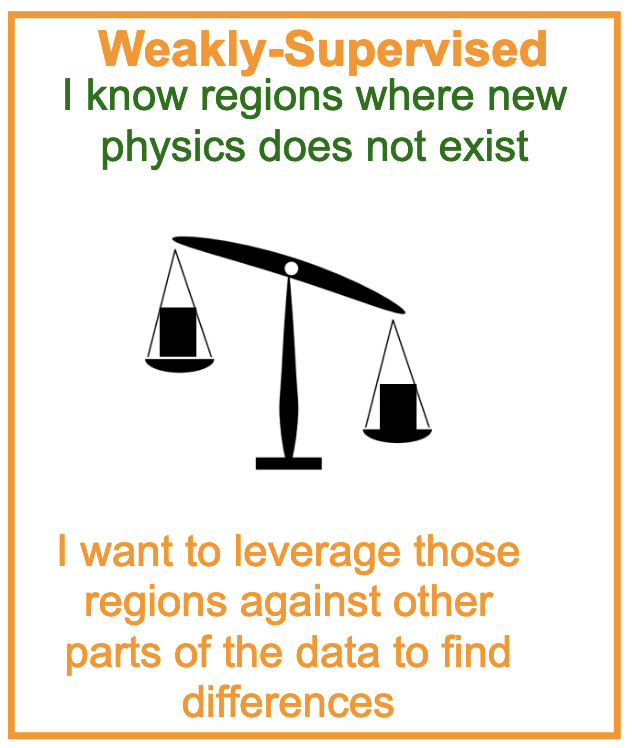 Weakly-Supervised
I know regions where new
physics does not exist
I want to leverage those
regions against other
parts of the data to find
differences